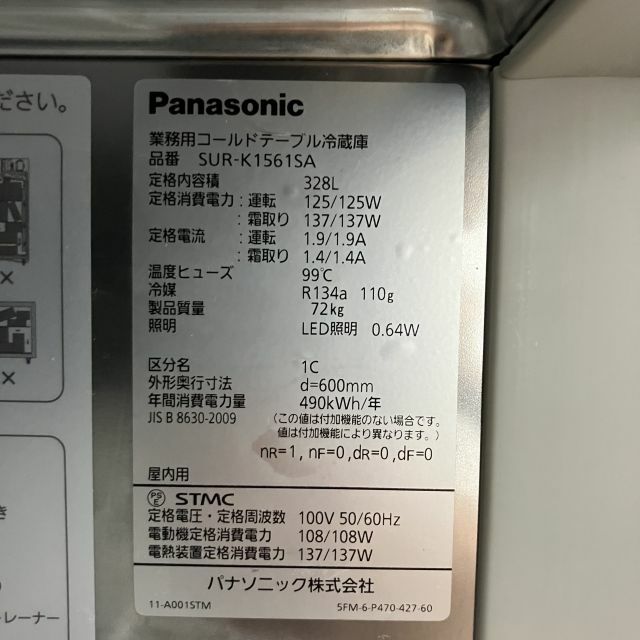 ださい。
×
×
き
トレーナー
Panasonic
業務用コールドテーブル冷蔵庫
品番 SUR-K1561SA
定格内容積 328L
定格消費電力：運転 125/125W
：霜取り 137/137W
定格電流：運転 1.9/1.9A
：霜取り 1.4/1.4A
温度ヒューズ 99℃
冷媒 R134a 110g
製品質量 72kg
照明 LED照明 0.64W
区分名 1C
外形奥行寸法 d=600mm
年間消費電力量 490kWh/年
JIS B 8630-2009 （この値は付加機能のない場合です。
値は付加機能により異なります。）
nR=1, nF=0,dR=0,dF=0
屋内用
PS E STMC
定格電圧・定格周波数 100V 50/60Hz
電動機定格消費電力 108/108W
電熱装置定格消費電力 137/137W
パナソニック株式会社
11-A001STM 5FM-6-P470-427-60